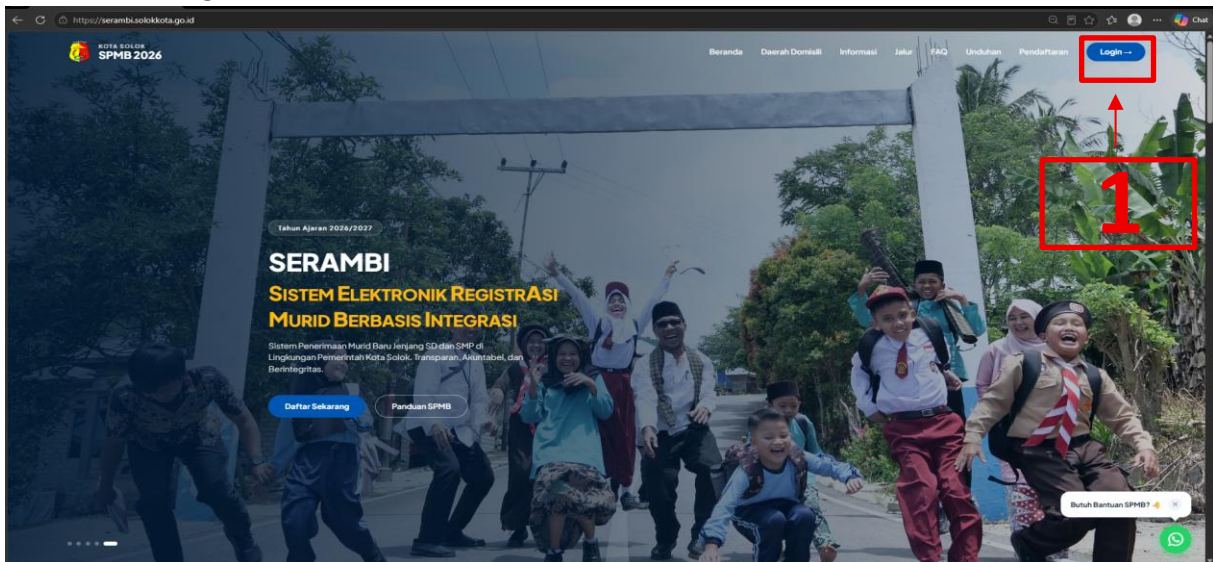 https://serambi.solokkota.go.id
Chat
KOTA SOLOK
SPMB 2026
Beranda Daerah Domisili Informasi Jalur FAQ Unduhan Pendaftaran Login→
1
Tahun Ajaran 2026/2027
SERAMBI
SISTEM ELEKTRONIK REGISTRASI
MURID BERBASIS INTEGRASI
Sistem Penerimaan Murid Baru Jenjang SD dan SMP di
Lingkungan Pemerintah Kota Solok. Transparan, Akuntabel, dan
Berintegritas.
Daftar Sekarang Panduan SPMB
Butuh Bantuan SPMB?